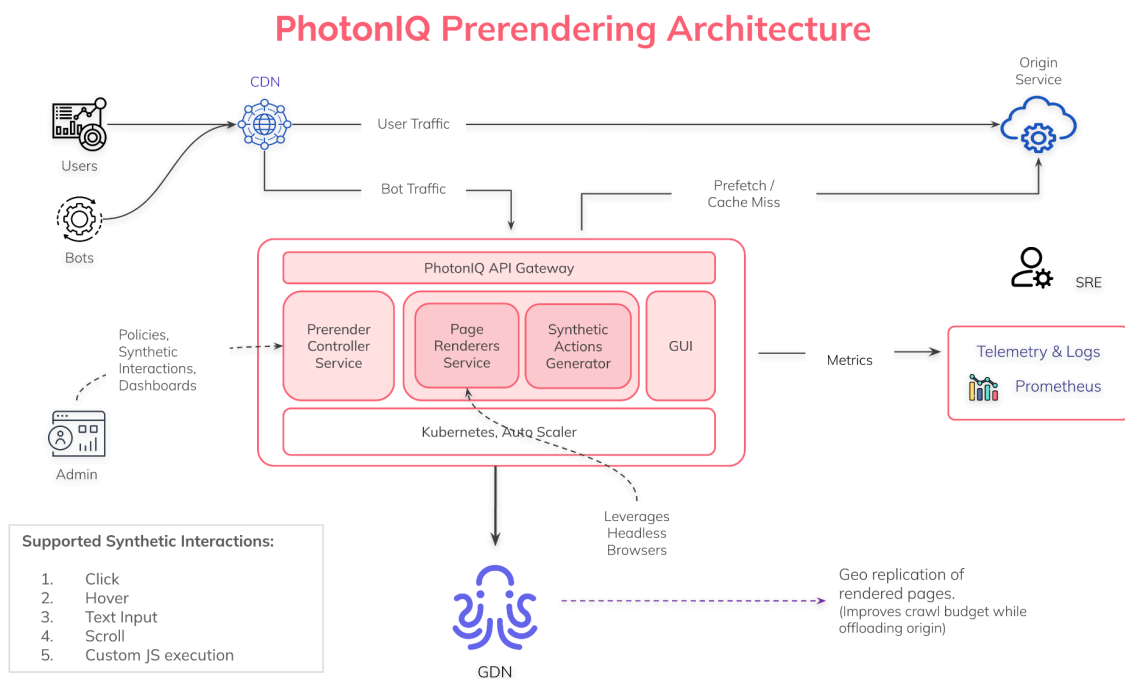 PhotonIQ Prerendering Architecture
CDN
Origin
Service
Users
User Traffic
Bot Traffic
Prefetch /
Cache Miss
Bots
PhotonIQ API Gateway
SRE
Prerender
Controller
Service
Page
Renderers
Service
Synthetic
Actions
Generator
GUI
Policies,
Synthetic
Interactions,
Dashboards
Metrics
Telemetry & Logs
Prometheus
Kubernetes, Auto Scaler
Admin
Leverages
Headless
Browsers
Supported Synthetic Interactions:
1. Click
2. Hover
3. Text Input
4. Scroll
5. Custom JS execution
Geo replication of
rendered pages.
(Improves crawl budget while
offloading origin)
GDN